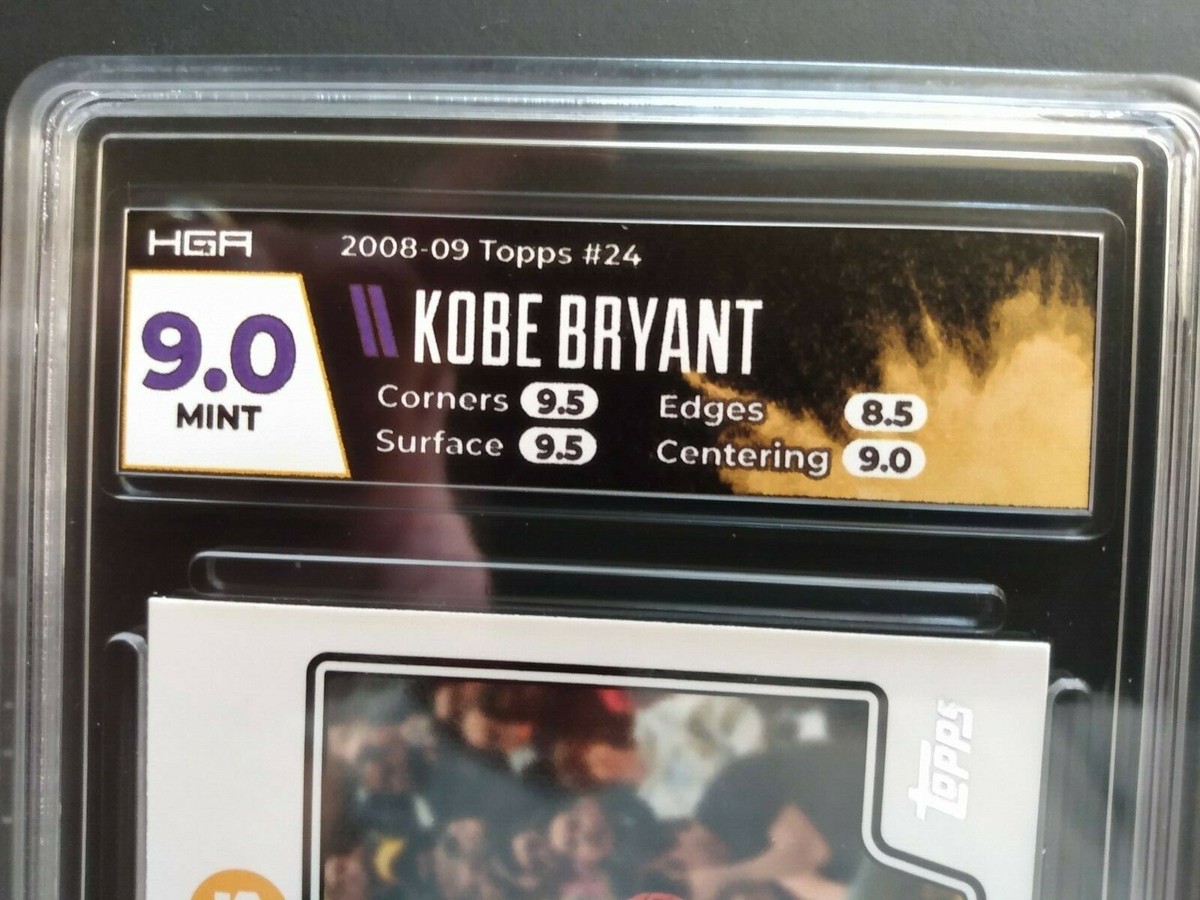 HGA
2008-09 Topps #24
9.0
MINT
KOBE BRYANT
Corners 9.5 Edges 8.5
Surface 9.5 Centering 9.0
topps